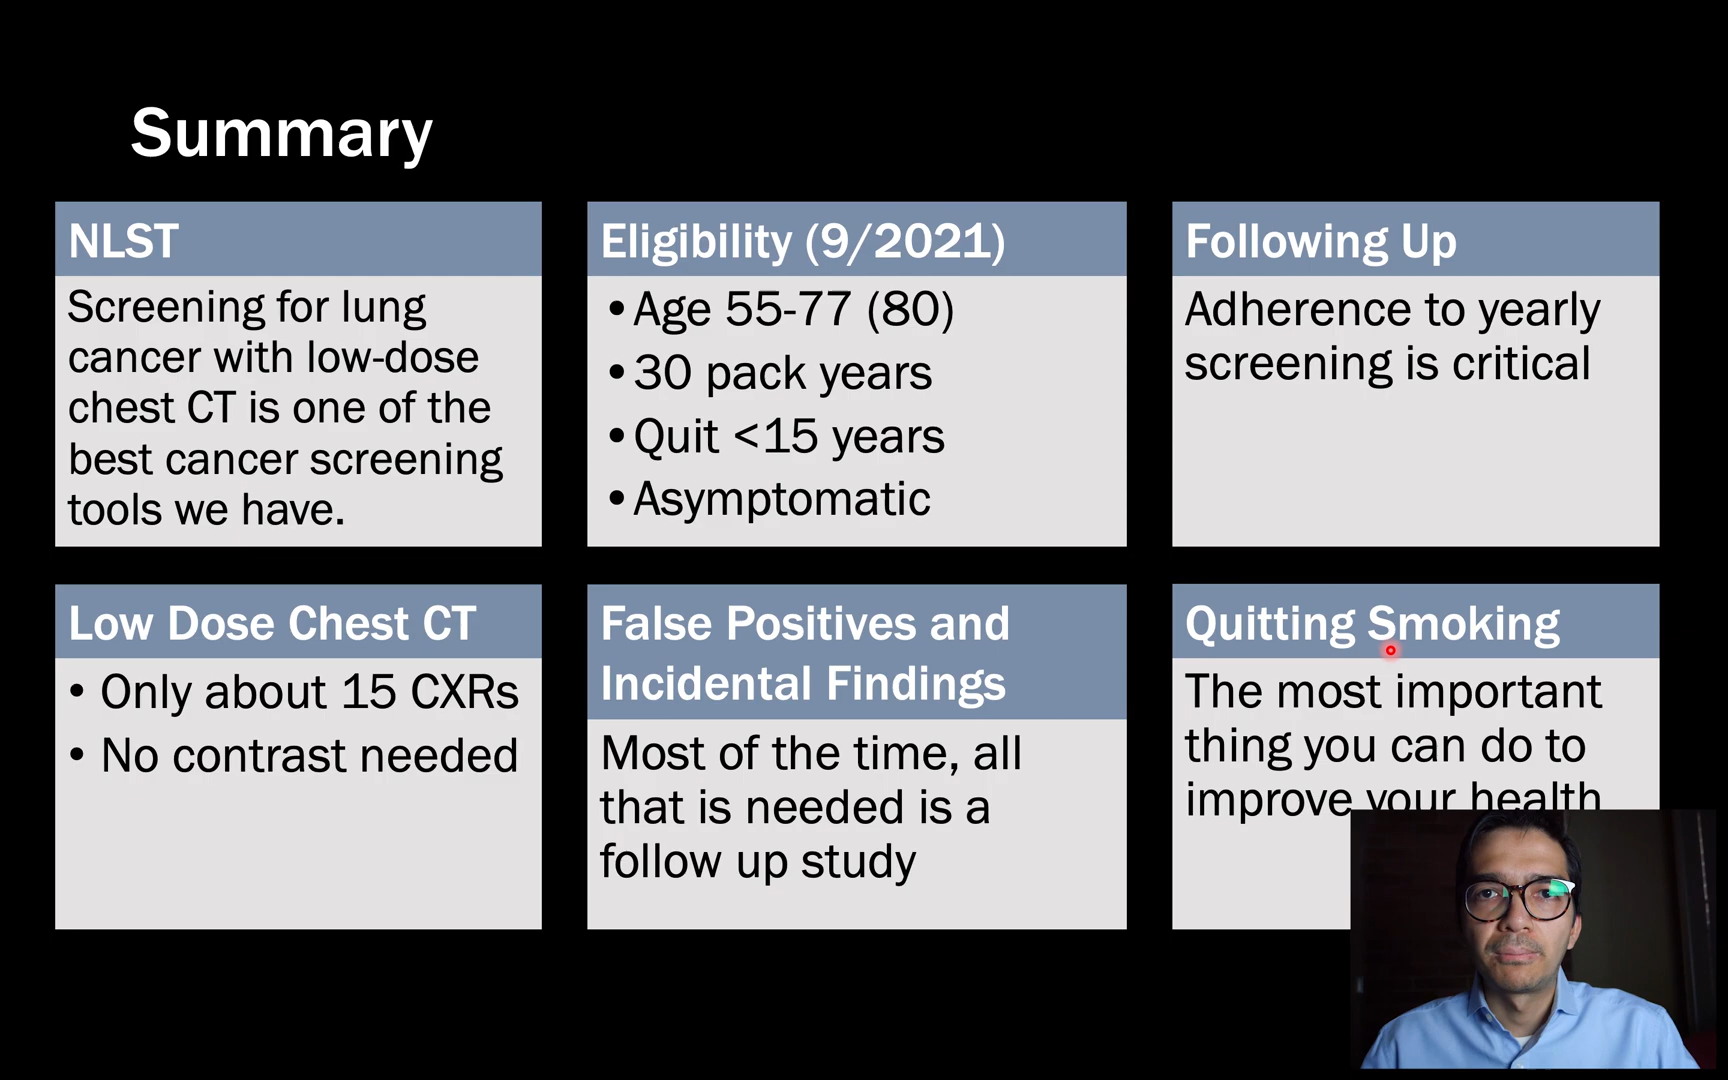 Summary
NLST
Screening for lung
cancer with low-dose
chest CT is one of the
best cancer screening
tools we have.
Eligibility (9/2021)
•Age 55-77 (80)
•30 pack years
•Quit <15 years
•Asymptomatic
Following Up
Adherence to yearly
screening is critical
Low Dose Chest CT
• Only about 15 CXRs
• No contrast needed
False Positives and
Incidental Findings
Most of the time, all
that is needed is a
follow up study
Quitting Smoking
The most important
thing you can do to
improve your health